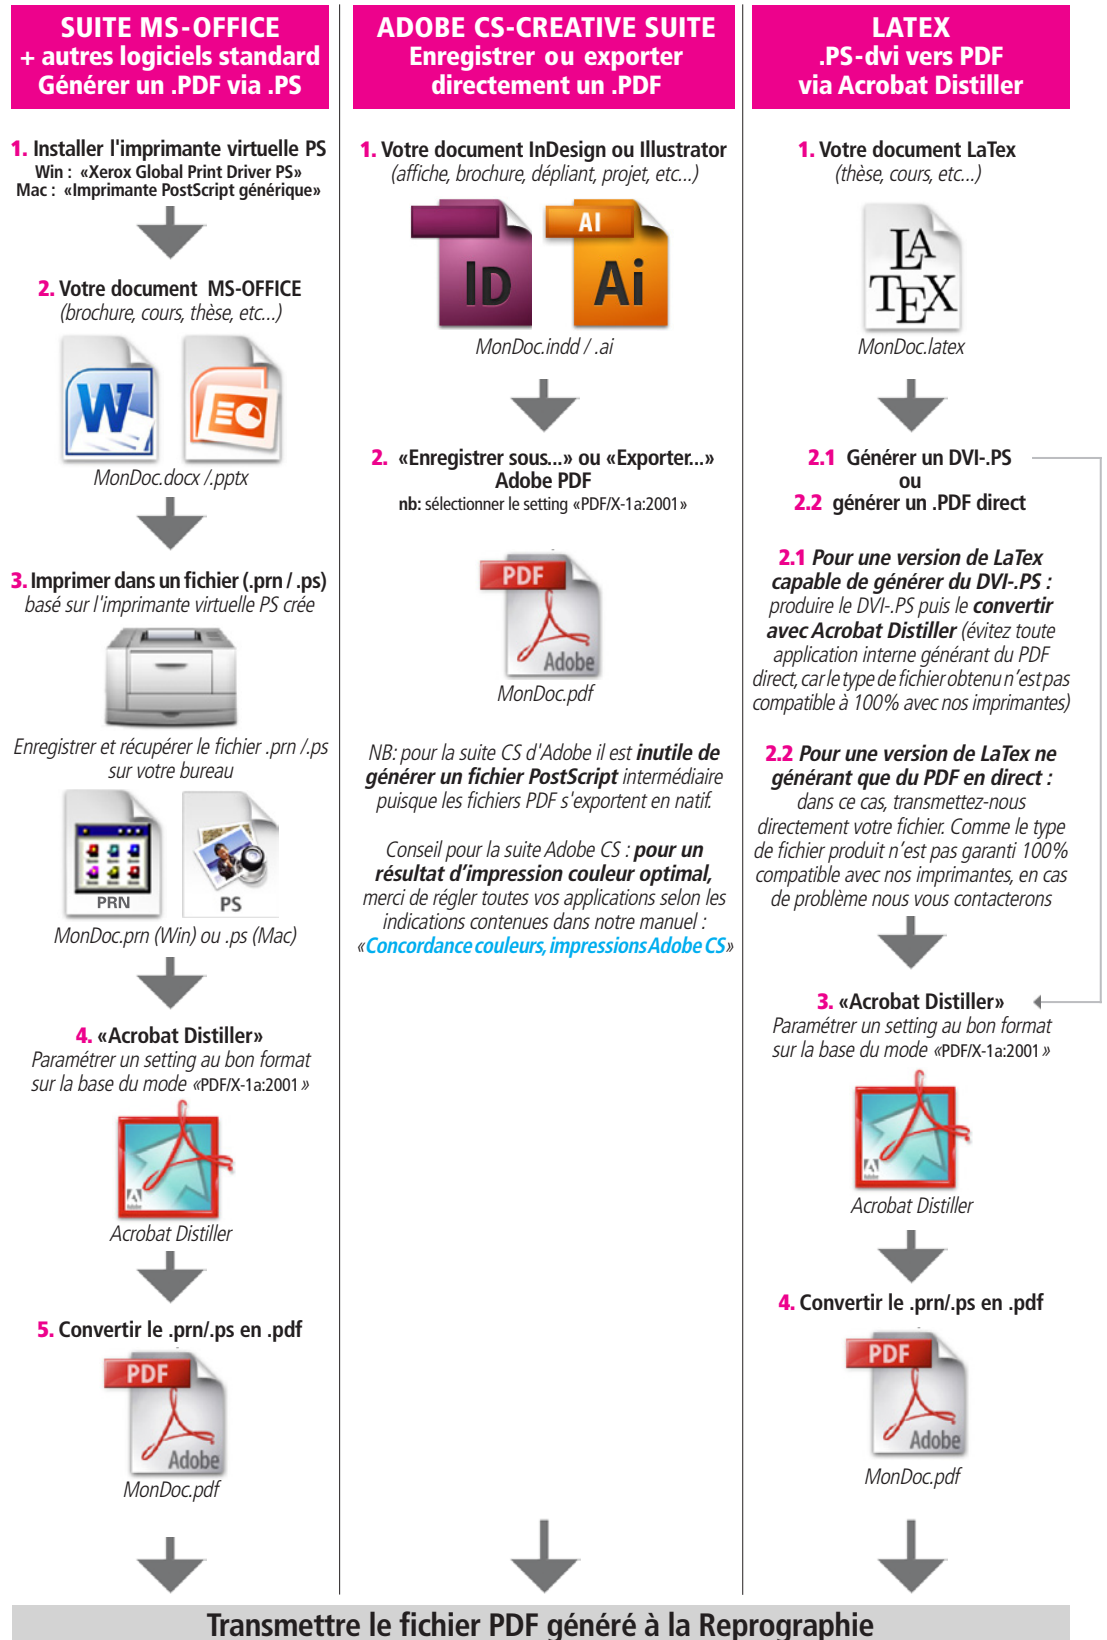 SUITE MS-OFFICE
+ autres logiciels standard
Générer un .PDF via .PS
1. Installer l'imprimante virtuelle PS
Win : «Xerox Global Print Driver PS»
Mac : «Imprimante PostScript générique»
2. Votre document MS-OFFICE
(brochure, cours, thèse, etc...)
W
MonDoc.docx /.pptx
3. Imprimer dans un fichier (.prn / .ps)
basé sur l'imprimante virtuelle PS crée
Enregistrer et récupérer le fichier .prn /.ps
sur votre bureau
PRN
PS
MonDoc.prn (Win) ou .ps (Mac)
4. «Acrobat Distiller»
Paramétrer un setting au bon format
sur la base du mode «PDF/X-1a:2001»
Adobe
Acrobat Distiller
5. Convertir le .prn/.ps en .pdf
PDF
Adobe
MonDoc.pdf
ADOBE CS-CREATIVE SUITE
Enregistrer ou exporter
directement un .PDF
1. Votre document InDesign ou Illustrator
(affiche, brochure, dépliant, projet, etc...)
ID
AI
Ai
MonDoc.indd / .ai
2. «Enregistrer sous...» ou «Exporter...»
Adobe PDF
nb: sélectionner le setting «PDF/X-1a:2001»
PDF
Adobe
MonDoc.pdf
NB: pour la suite CS d'Adobe il est inutile de
générer un fichier PostScript intermédiaire
puisque les fichiers PDF s'exportent en natif.
Conseil pour la suite Adobe CS : pour un
résultat d’impression couleur optimal,
merci de régler toutes vos applications selon les
indications contenues dans notre manuel :
«Concordance couleurs, impressions Adobe CS»
LATEX
.PS-dvi vers PDF
via Acrobat Distiller
1. Votre document LaTex
(thèse, cours, etc...)
LATEX
MonDoc.latex
2.1 Générer un DVI-.PS
ou
2.2 générer un .PDF direct
2.1 Pour une version de LaTex
capable de générer du DVI-.PS :
produire le DVI-.PS puis le convertir
avec Acrobat Distiller (évitez toute
application interne générant du PDF
direct, car le type de fichier obtenu n’est pas
compatible à 100% avec nos imprimantes)
2.2 Pour une version de LaTex ne
générant que du PDF en direct :
dans ce cas, transmettez-nous
directement votre fichier. Comme le type
de fichier produit n’est pas garanti 100%
compatible avec nos imprimantes, en cas
de problème nous vous contacterons
3. «Acrobat Distiller»
Paramétrer un setting au bon format
sur la base du mode «PDF/X-1a:2001»
Adobe
Acrobat Distiller
4. Convertir le .prn/.ps en .pdf
PDF
Adobe
MonDoc.pdf
Transmettre le fichier PDF généré à la Reprographie